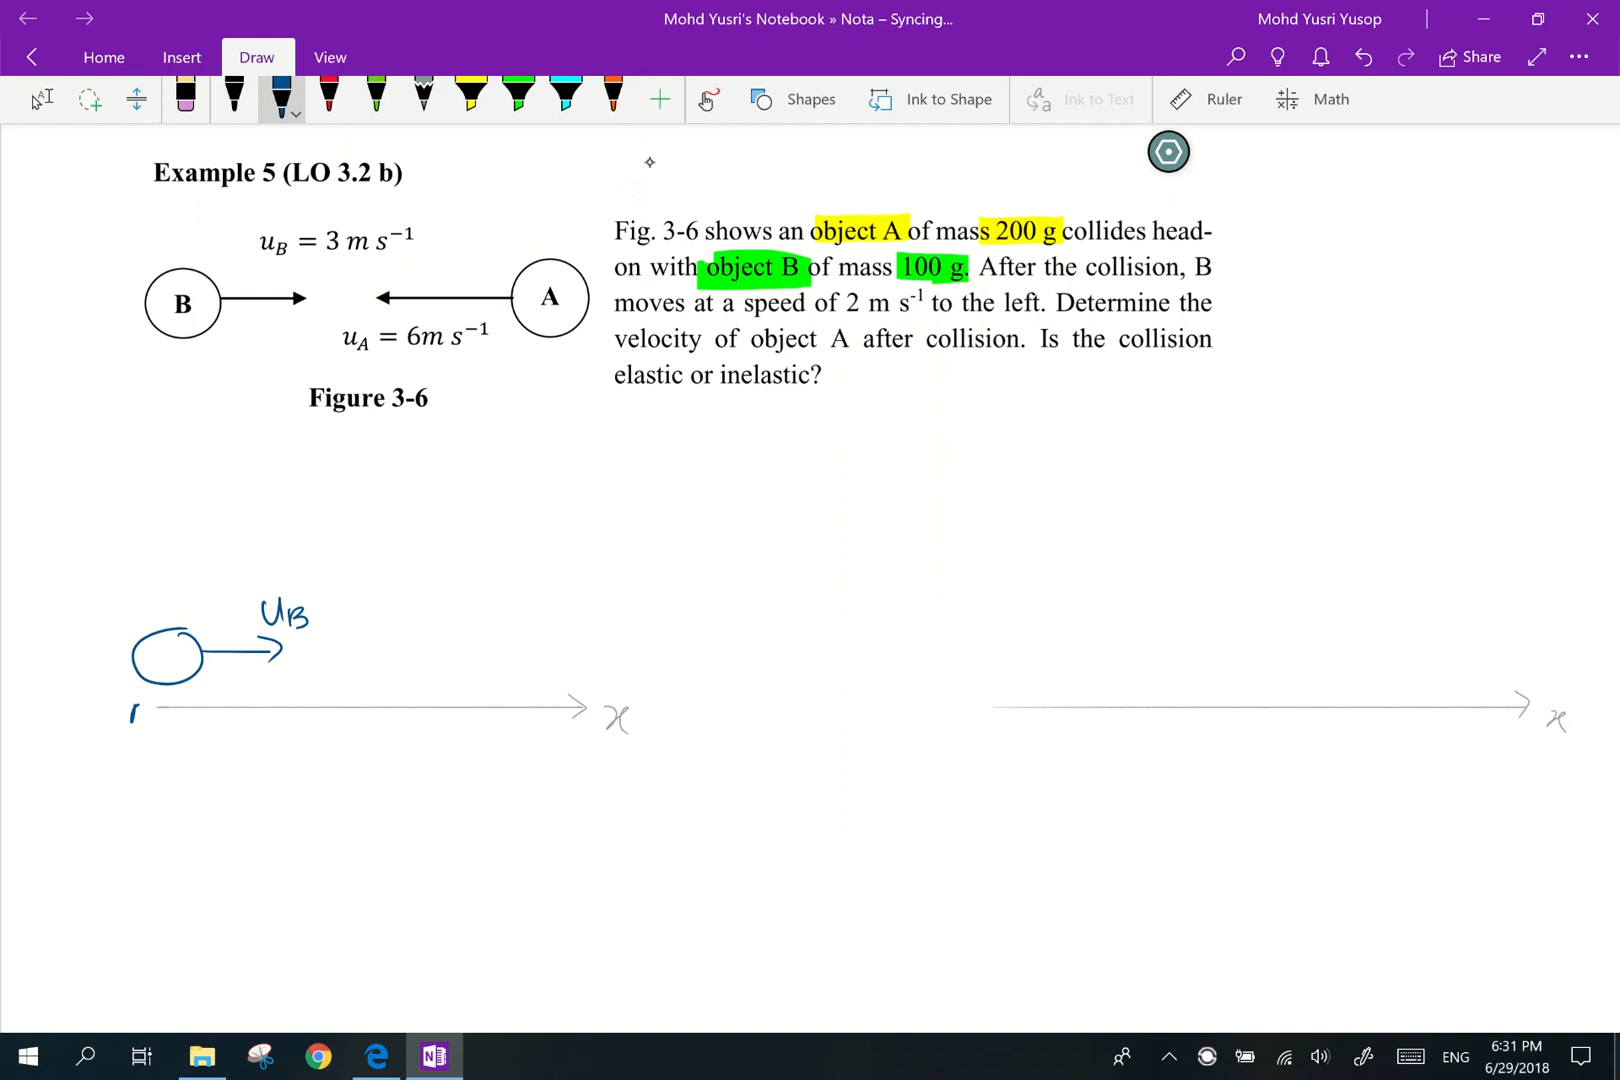 Mohd Yusri's Notebook » Nota – Syncing...
Mohd Yusri Yusop
Home Insert Draw View
Share
Shapes Ink to Shape Ink to Text Ruler Math
Example 5 (LO 3.2 b)
u_B = 3 m s⁻¹
B
A
u_A = 6m s⁻¹
Figure 3-6
Fig. 3-6 shows an object A of mass 200 g collides head-
on with object B of mass 100 g. After the collision, B
moves at a speed of 2 m s⁻¹ to the left. Determine the
velocity of object A after collision. Is the collision
elastic or inelastic?
u_B
x
x
ENG
6:31 PM
6/29/2018